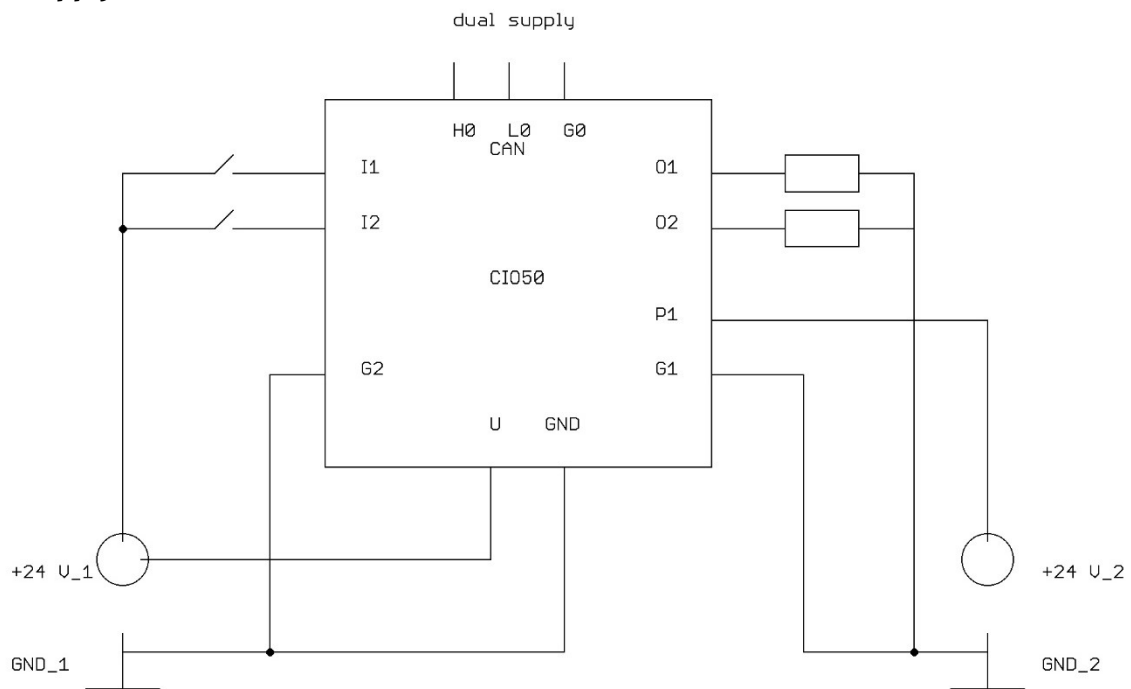 dual supply
H0 L0 G0
CAN
I1 O1
I2 O2
CIO50
P1
G2 G1
U GND
+24 V_1 +24 V_2
GND_1 GND_2